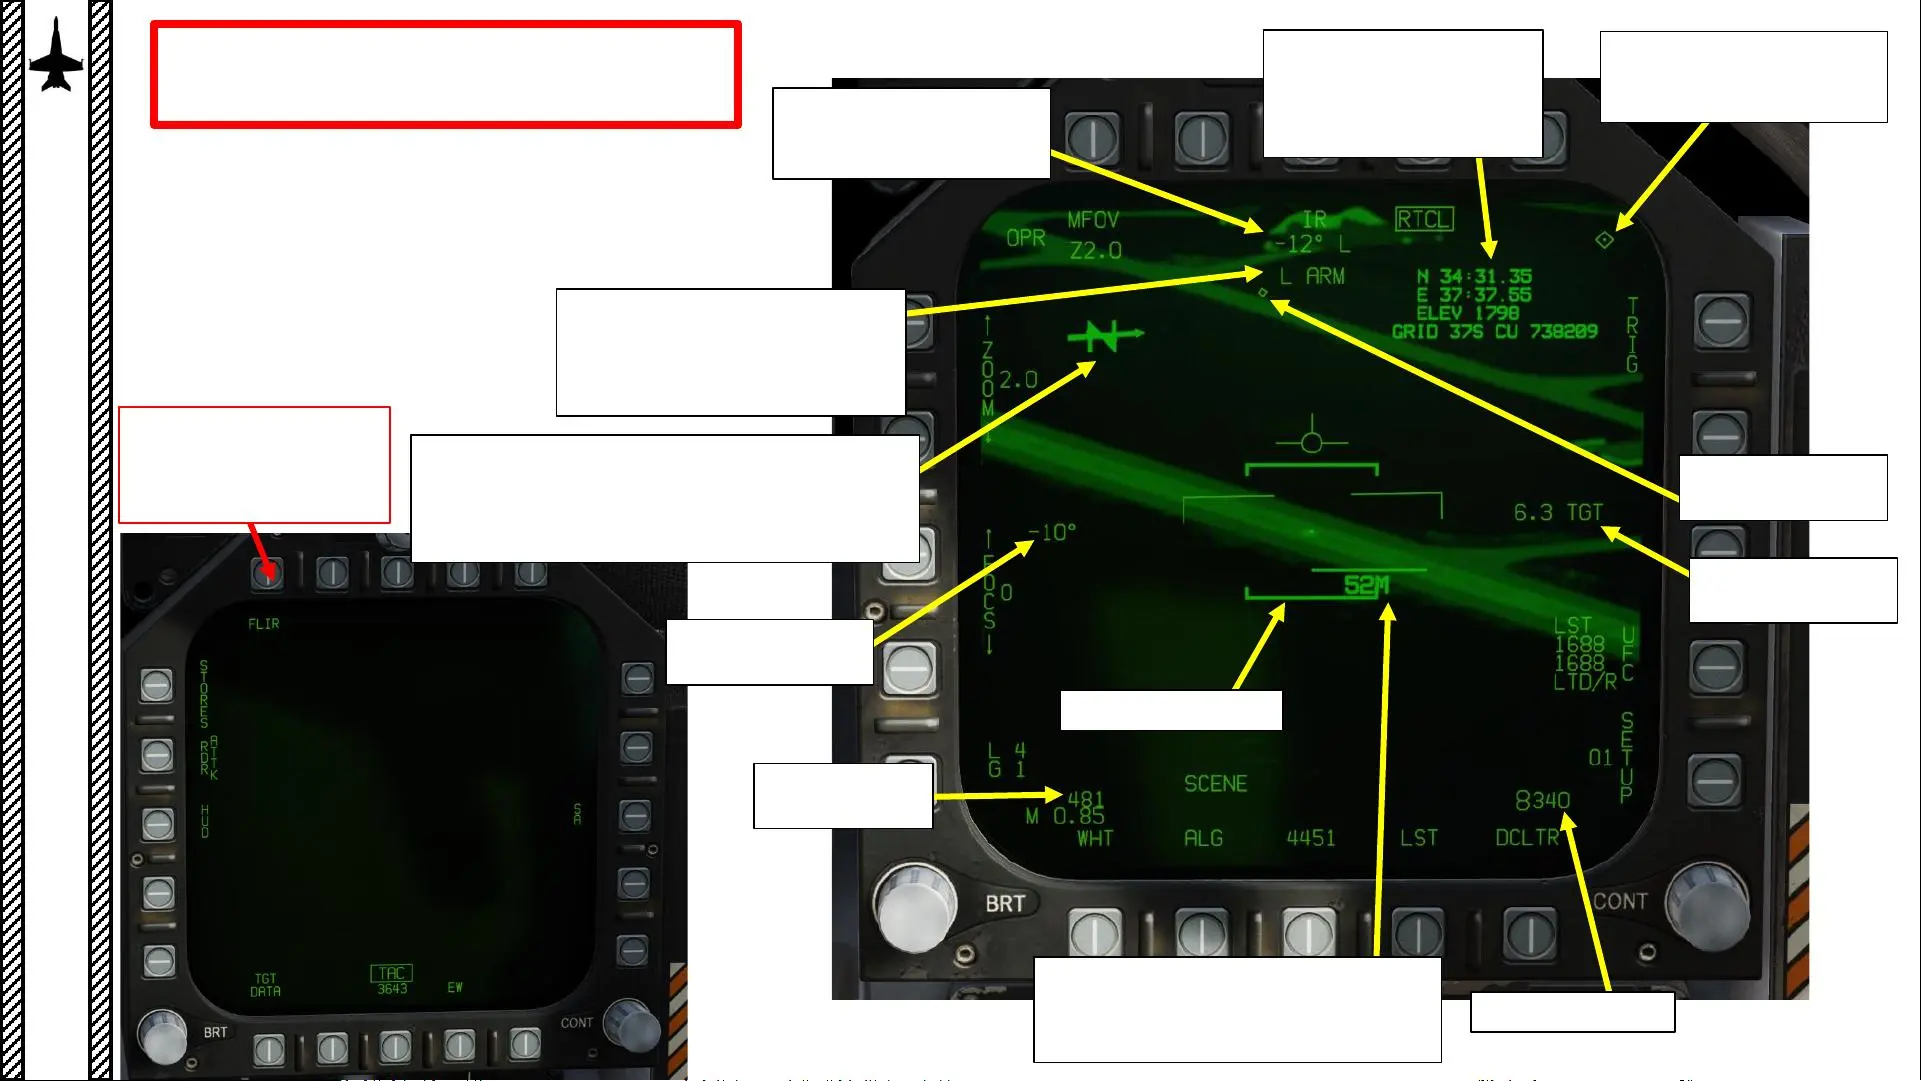 MFOV
IR
RTCL
OPR
-12° L
Z2.0
L ARM
N 34:31.35
E 37:37.55
ELEV 1798
GRID 37S CU 738209
TRIG
↑ZOOM↓
2.0
6.3 TGT
-10°
↑FOCS↓
0
52M
LST
1688
1688
LTD/R
UFC
SETUP
01
L 4
G 1
SCENE
481
M 0.85
8340
WHT
ALG
4451
LST
DCLTR
BRT
CONT
FLIR
STORES
RDR
ATTK
HUD
SA
TGT
DATA
TAC
3643
EW
BRT
CONT